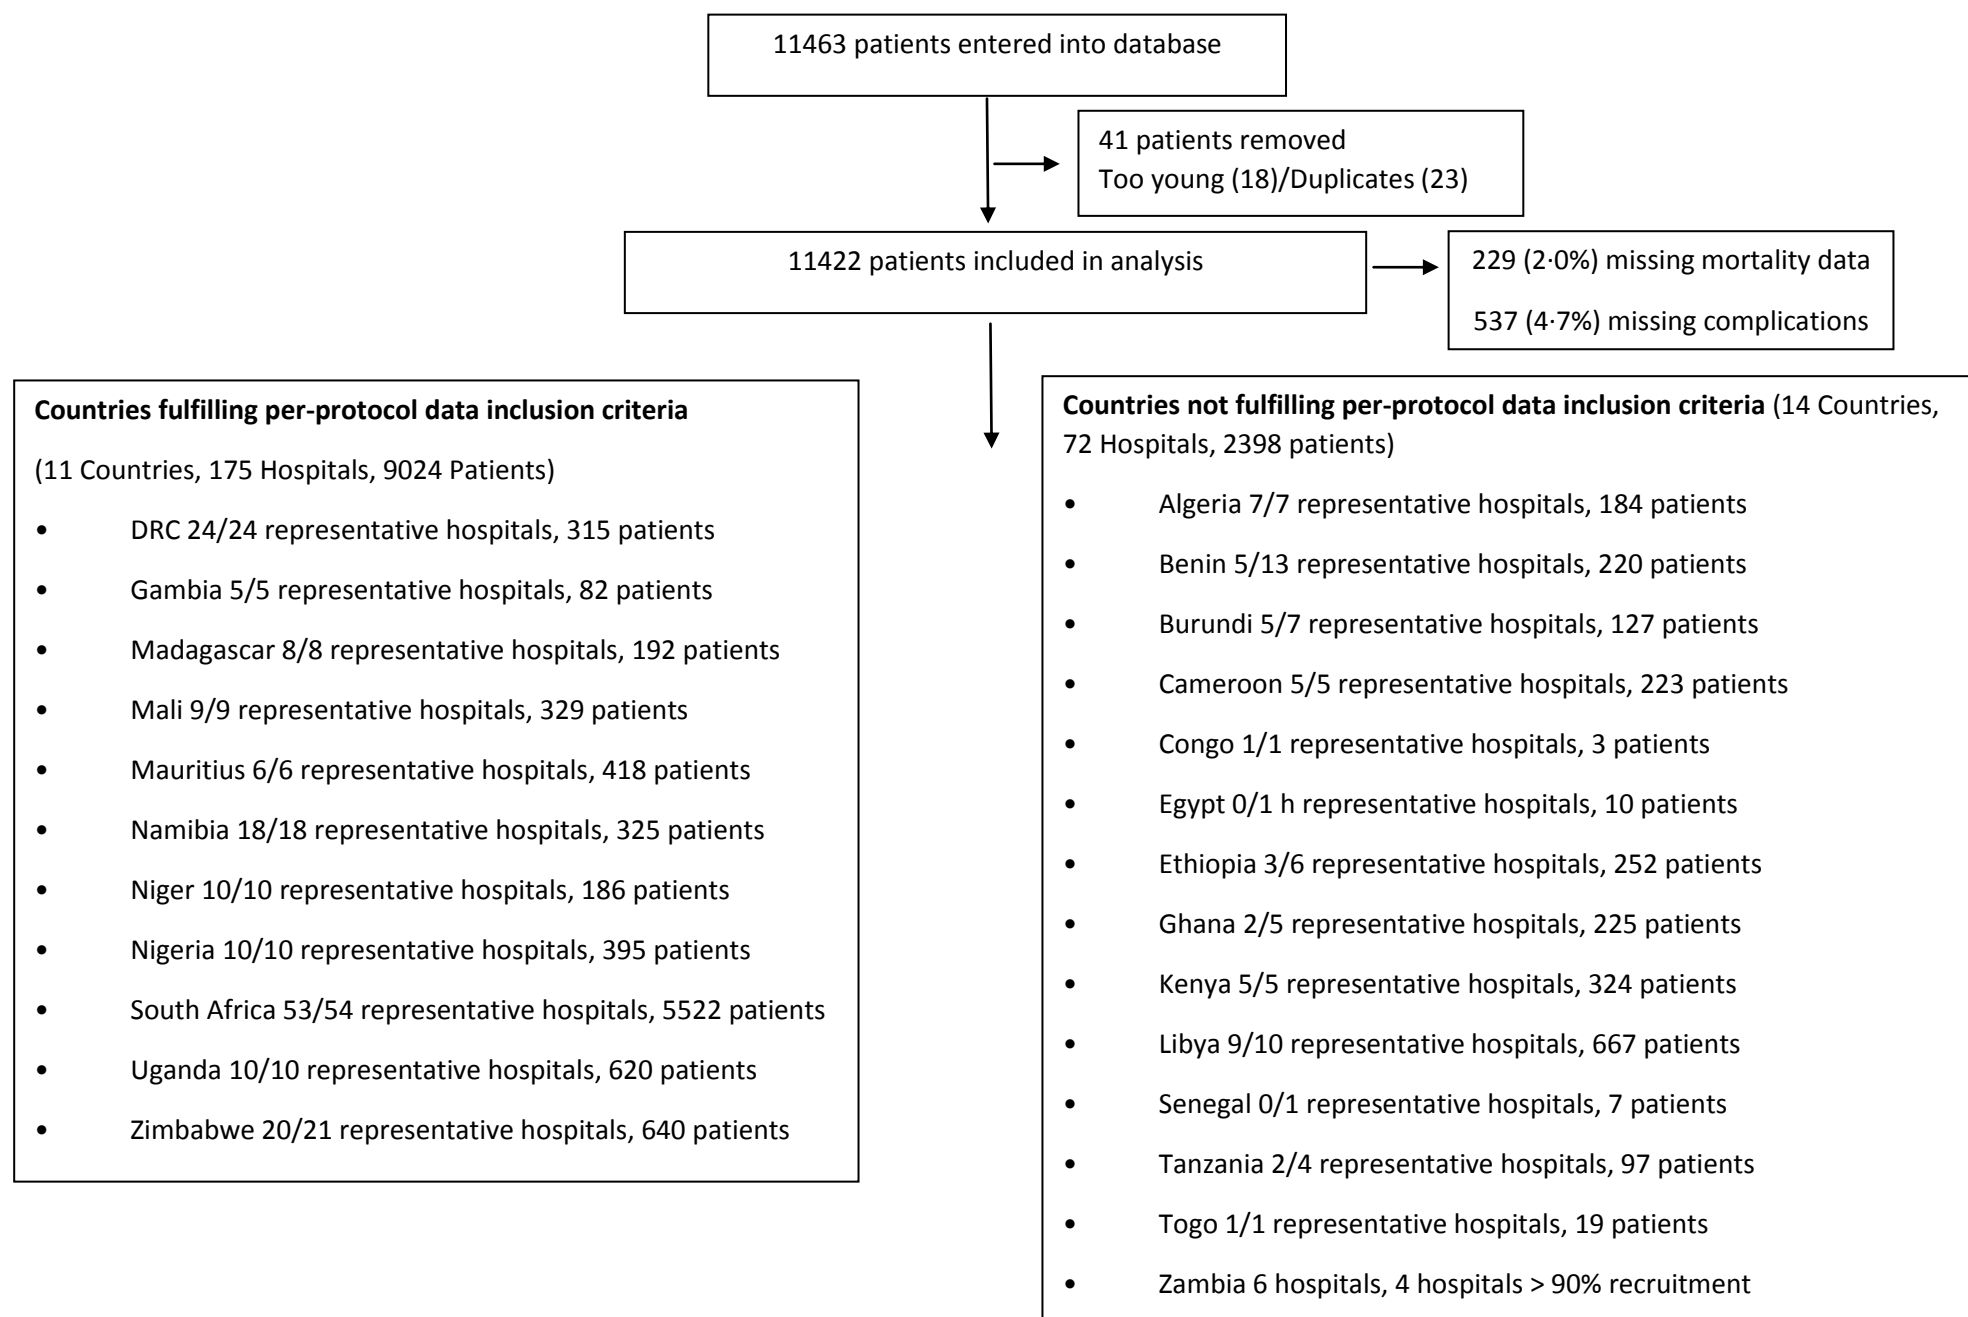 11463 patients entered into database
41 patients removed
Too young (18)/Duplicates (23)
11422 patients included in analysis
229 (2·0%) missing mortality data
537 (4·7%) missing complications
Countries fulfilling per-protocol data inclusion criteria
(11 Countries, 175 Hospitals, 9024 Patients)
• DRC 24/24 representative hospitals, 315 patients
• Gambia 5/5 representative hospitals, 82 patients
• Madagascar 8/8 representative hospitals, 192 patients
• Mali 9/9 representative hospitals, 329 patients
• Mauritius 6/6 representative hospitals, 418 patients
• Namibia 18/18 representative hospitals, 325 patients
• Niger 10/10 representative hospitals, 186 patients
• Nigeria 10/10 representative hospitals, 395 patients
• South Africa 53/54 representative hospitals, 5522 patients
• Uganda 10/10 representative hospitals, 620 patients
• Zimbabwe 20/21 representative hospitals, 640 patients
Countries not fulfilling per-protocol data inclusion criteria (14 Countries,
72 Hospitals, 2398 patients)
• Algeria 7/7 representative hospitals, 184 patients
• Benin 5/13 representative hospitals, 220 patients
• Burundi 5/7 representative hospitals, 127 patients
• Cameroon 5/5 representative hospitals, 223 patients
• Congo 1/1 representative hospitals, 3 patients
• Egypt 0/1 h representative hospitals, 10 patients
• Ethiopia 3/6 representative hospitals, 252 patients
• Ghana 2/5 representative hospitals, 225 patients
• Kenya 5/5 representative hospitals, 324 patients
• Libya 9/10 representative hospitals, 667 patients
• Senegal 0/1 representative hospitals, 7 patients
• Tanzania 2/4 representative hospitals, 97 patients
• Togo 1/1 representative hospitals, 19 patients
• Zambia 6 hospitals, 4 hospitals > 90% recruitment